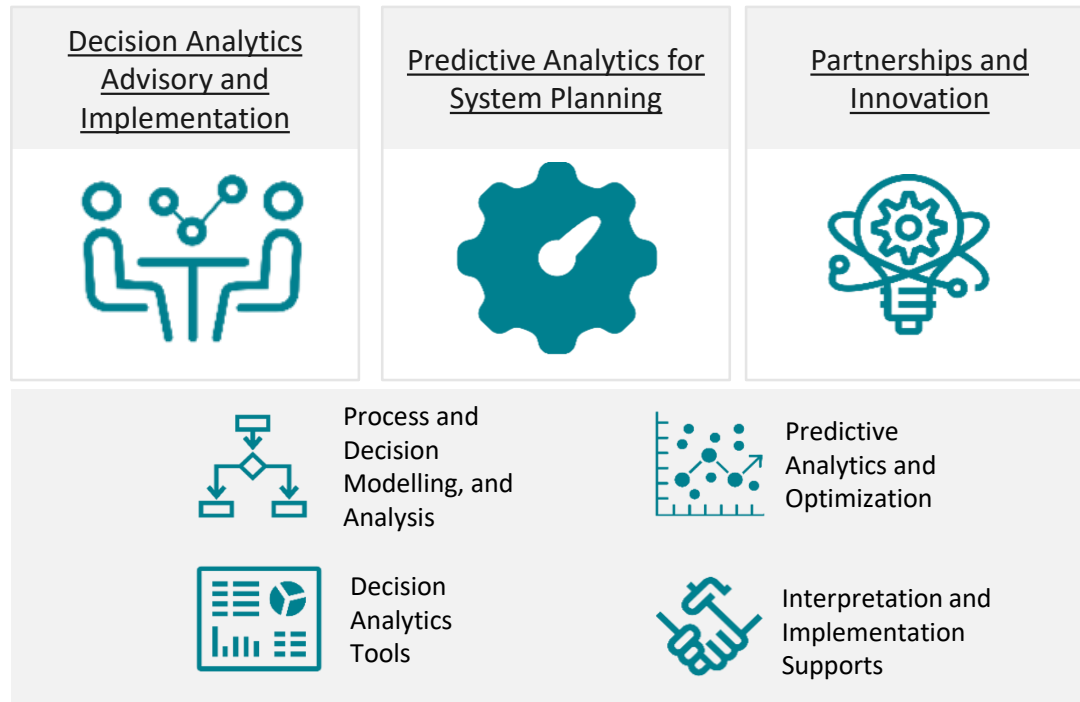 Decision Analytics
Advisory and
Implementation
Predictive Analytics for
System Planning
Partnerships and
Innovation
Process and
Decision
Modelling, and
Analysis
Predictive
Analytics and
Optimization
Decision
Analytics
Tools
Interpretation and
Implementation
Supports